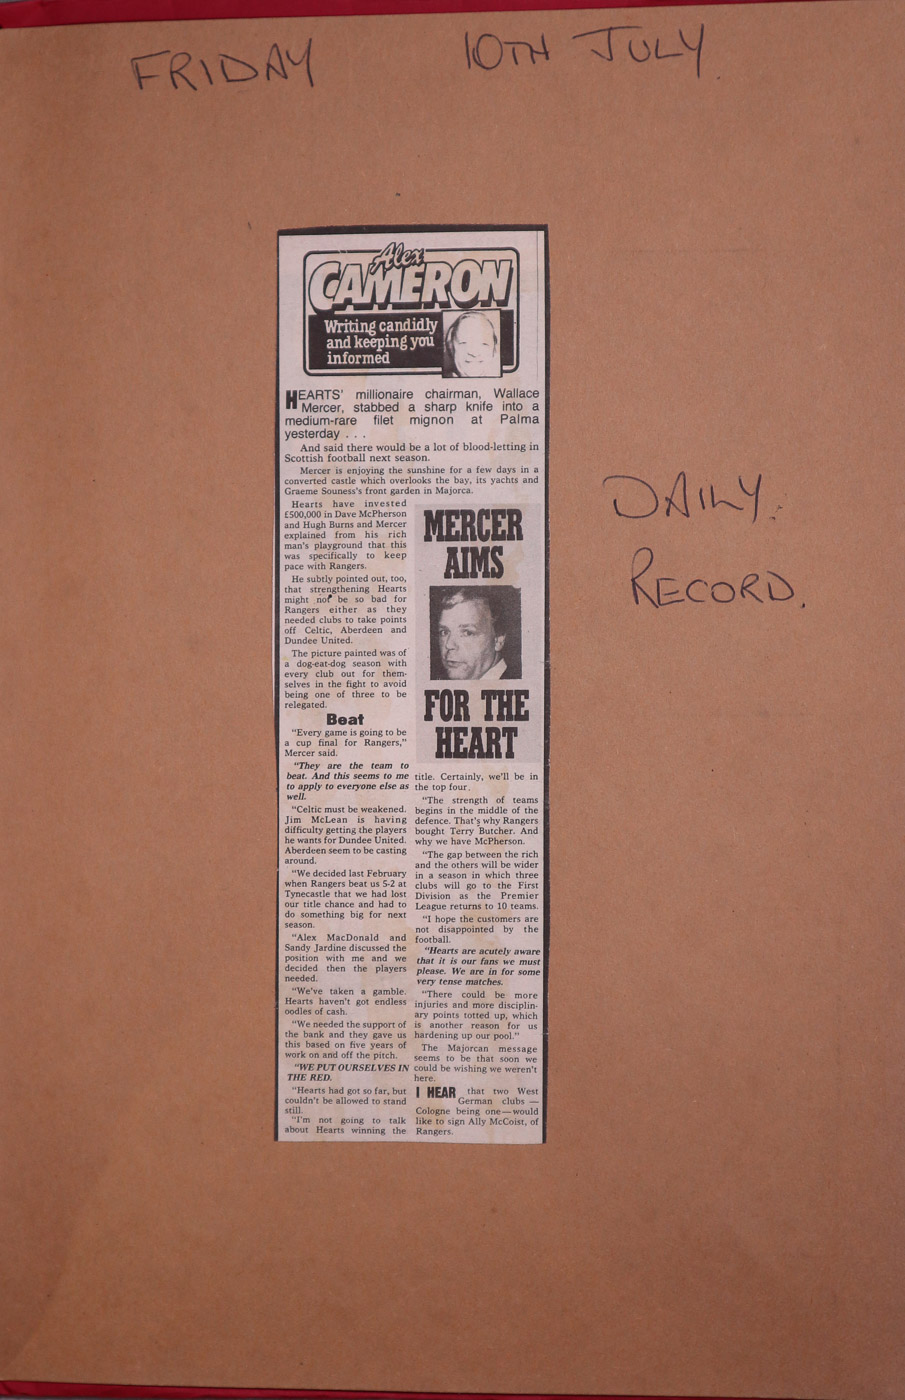 FRIDAY 10TH JULY
Alex
CAMERON
Writing candidly
and keeping you
informed
HEARTS' millionaire chairman, Wallace
Mercer, stabbed a sharp knife into a
medium-rare filet mignon at Palma
yesterday . . .
And said there would be a lot of blood-letting in
Scottish football next season.
Mercer is enjoying the sunshine for a few days in a
converted castle which overlooks the bay, its yachts and
Graeme Souness's front garden in Majorca.
Hearts have invested
£500,000 in Dave McPherson
and Hugh Burns and Mercer
explained from his rich
man's playground that this
was specifically to keep
pace with Rangers.
He subtly pointed out, too,
that strengthening Hearts
might not be so bad for
Rangers either as they
needed clubs to take points
off Celtic, Aberdeen and
Dundee United.
The picture painted was of
a dog-eat-dog season with
every club out for them-
selves in the fight to avoid
being one of three to be
relegated.
Beat
"Every game is going to be
a cup final for Rangers,"
Mercer said.
"They are the team to
beat. And this seems to me
to apply to everyone else as
well.
"Celtic must be weakened.
Jim McLean is having
difficulty getting the players
he wants for Dundee United.
Aberdeen seem to be casting
around.
"We decided last February
when Rangers beat us 5-2 at
Tynecastle that we had lost
our title chance and had to
do something big for next
season.
"Alex MacDonald and
Sandy Jardine discussed the
position with me and we
decided then the players
needed.
"We've taken a gamble.
Hearts haven't got endless
oodles of cash.
"We needed the support of
the bank and they gave us
this based on five years of
work on and off the pitch.
"WE PUT OURSELVES IN
THE RED.
"Hearts had got so far, but
couldn't be allowed to stand
still.
"I'm not going to talk
about Hearts winning the
MERCER
AIMS
FOR THE
HEART
title. Certainly, we'll be in
the top four.
"The strength of teams
begins in the middle of the
defence. That's why Rangers
bought Terry Butcher. And
why we have McPherson.
"The gap between the rich
and the others will be wider
in a season in which three
clubs will go to the First
Division as the Premier
League returns to 10 teams.
"I hope the customers are
not disappointed by the
football.
"Hearts are acutely aware
that it is our fans we must
please. We are in for some
very tense matches.
"There could be more
injuries and more disciplin-
ary points totted up, which
is another reason for us
hardening up our pool."
The Majorcan message
seems to be that soon we
could be wishing we weren't
here.
I HEAR that two West
German clubs —
Cologne being one — would
like to sign Ally McCoist, of
Rangers.
DAILY
RECORD.